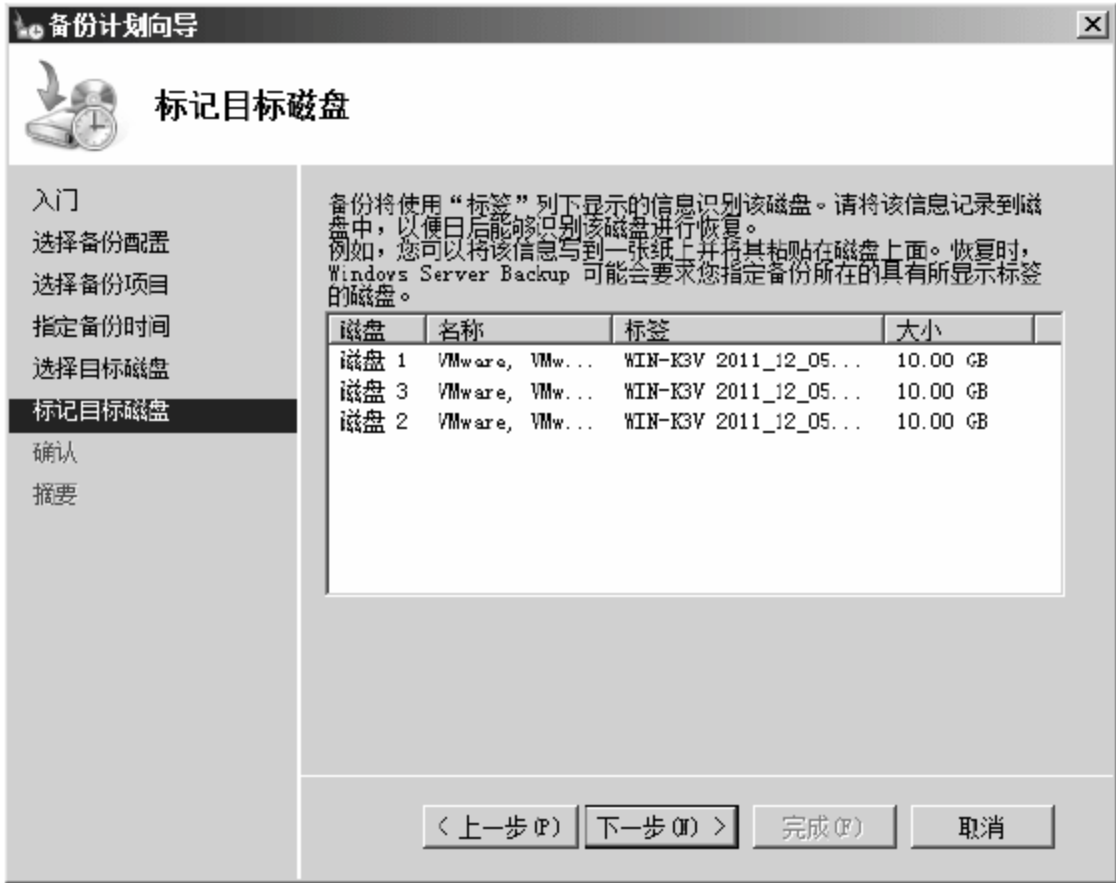 备份计划向导
标记目标磁盘
入门
选择备份配置
选择备份项目
指定备份时间
选择目标磁盘
标记目标磁盘
确认
摘要
备份将使用“标签”列下显示的信息识别该磁盘。请将该信息记录到磁
盘中，以便日后能够识别该磁盘进行恢复。
例如，您可以将该信息写到一张纸上并将其粘贴在磁盘上面。恢复时，
Windows Server Backup 可能会要求您指定备份所在的具有所显示标签
的磁盘。
磁盘 名称 标签 大小
磁盘 1 VMware, VMw... WIN-K3V 2011_12_05... 10.00 GB
磁盘 3 VMware, VMw... WIN-K3V 2011_12_05... 10.00 GB
磁盘 2 VMware, VMw... WIN-K3V 2011_12_05... 10.00 GB
< 上一步(P) 下一步(N) > 完成(F) 取消